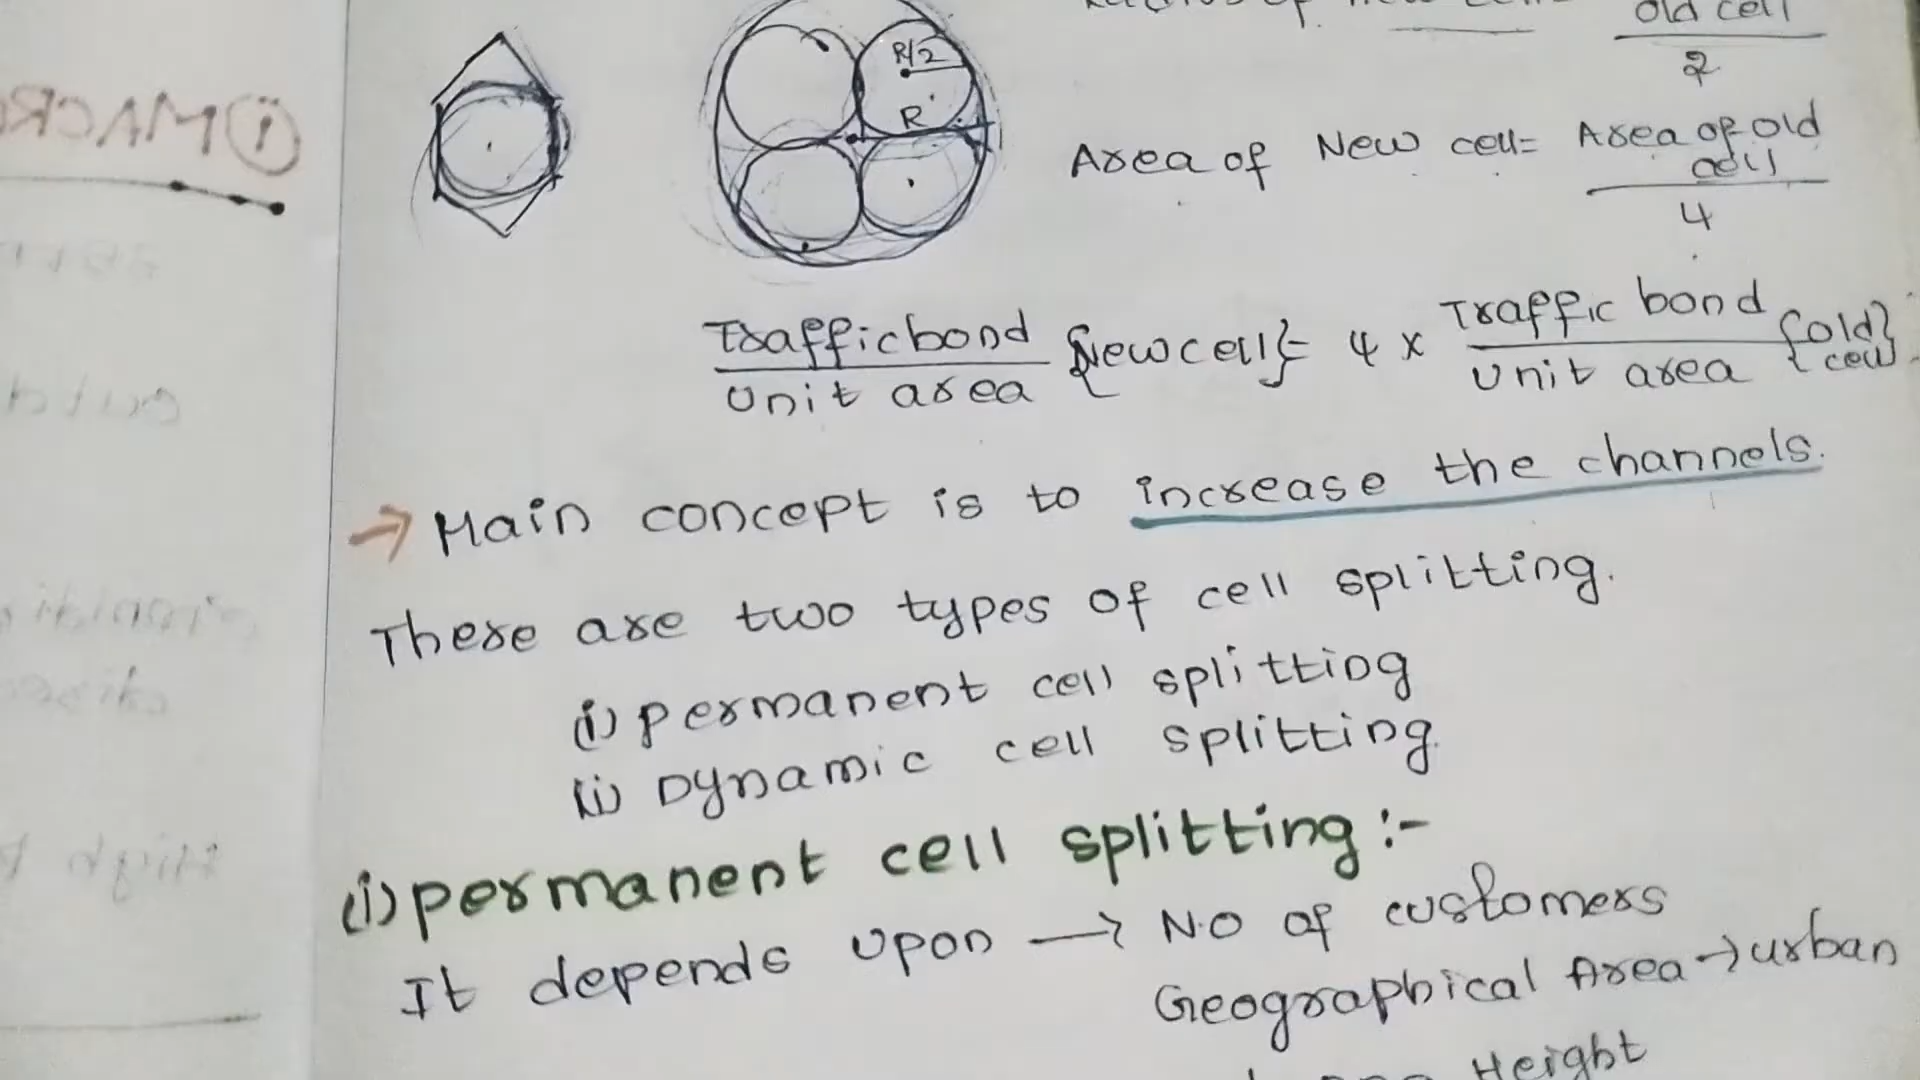 old cell
2
R/2
R
Area of New cell = Area of old cell
4
Traffic bond
Unit area {New cell} = 4 x Traffic bond
Unit area {old cell}
→ Main concept is to increase the channels.
There are two types of cell splitting.
(i) permanent cell splitting
(ii) Dynamic cell splitting.
(i) permanent cell splitting :-
It depends upon → N.O of customers
Geographical Area → urban
Height